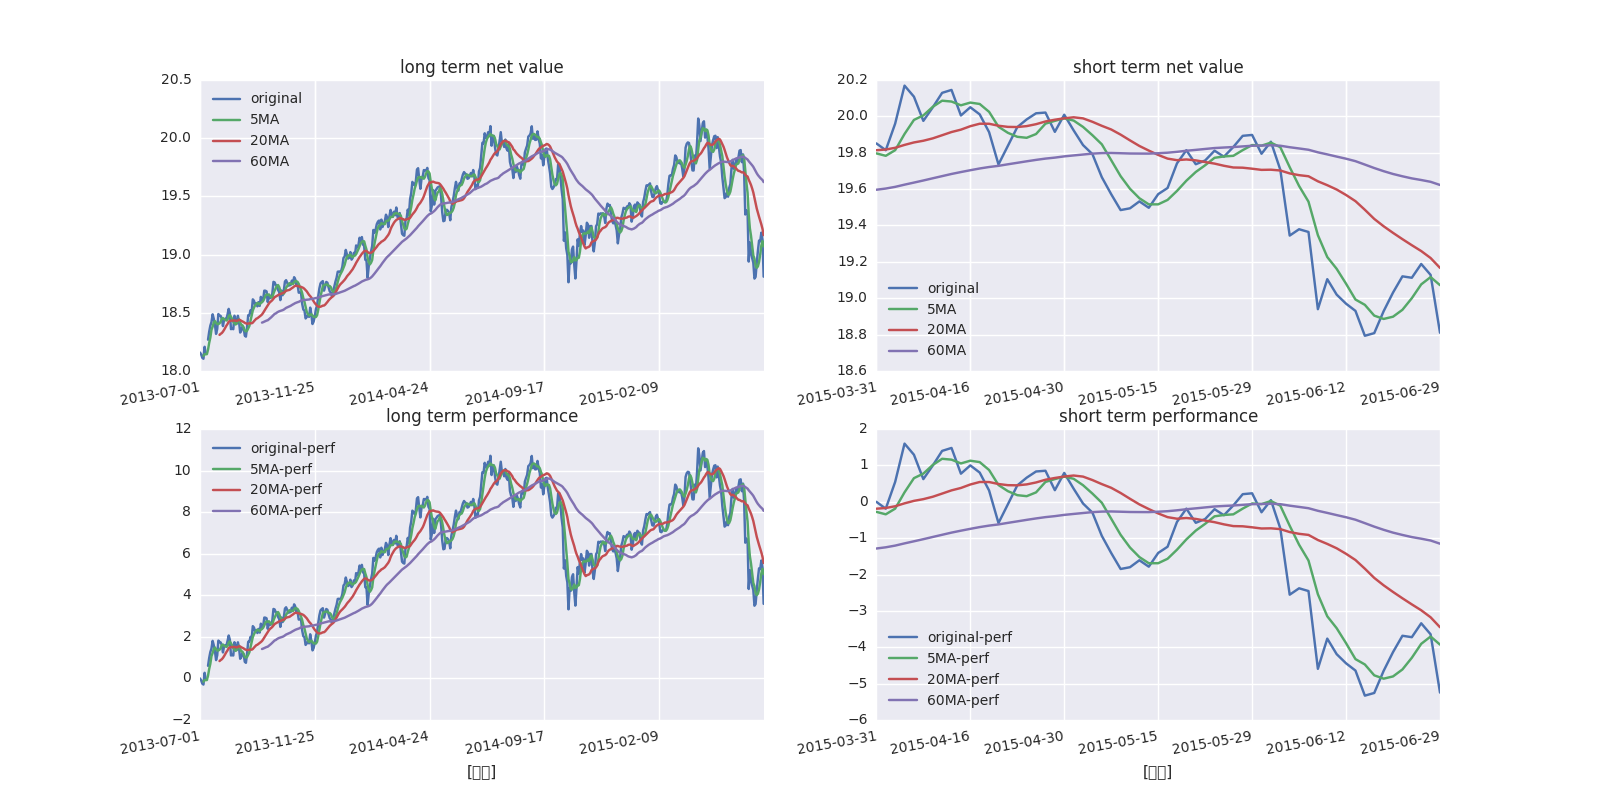 long term net value
20.5
20.0
19.5
19.0
18.5
18.0
original
5MA
20MA
60MA
2013-07-01
2013-11-25
2014-04-24
2014-09-17
2015-02-09
short term net value
20.2
20.0
19.8
19.6
19.4
19.2
19.0
18.8
18.6
original
5MA
20MA
60MA
2015-03-31
2015-04-16
2015-04-30
2015-05-15
2015-05-29
2015-06-12
2015-06-29
long term performance
12
10
8
6
4
2
0
−2
original-perf
5MA-perf
20MA-perf
60MA-perf
2013-07-01
2013-11-25
2014-04-24
2014-09-17
2015-02-09
short term performance
2
1
0
−1
−2
−3
−4
−5
−6
original-perf
5MA-perf
20MA-perf
60MA-perf
2015-03-31
2015-04-16
2015-04-30
2015-05-15
2015-05-29
2015-06-12
2015-06-29